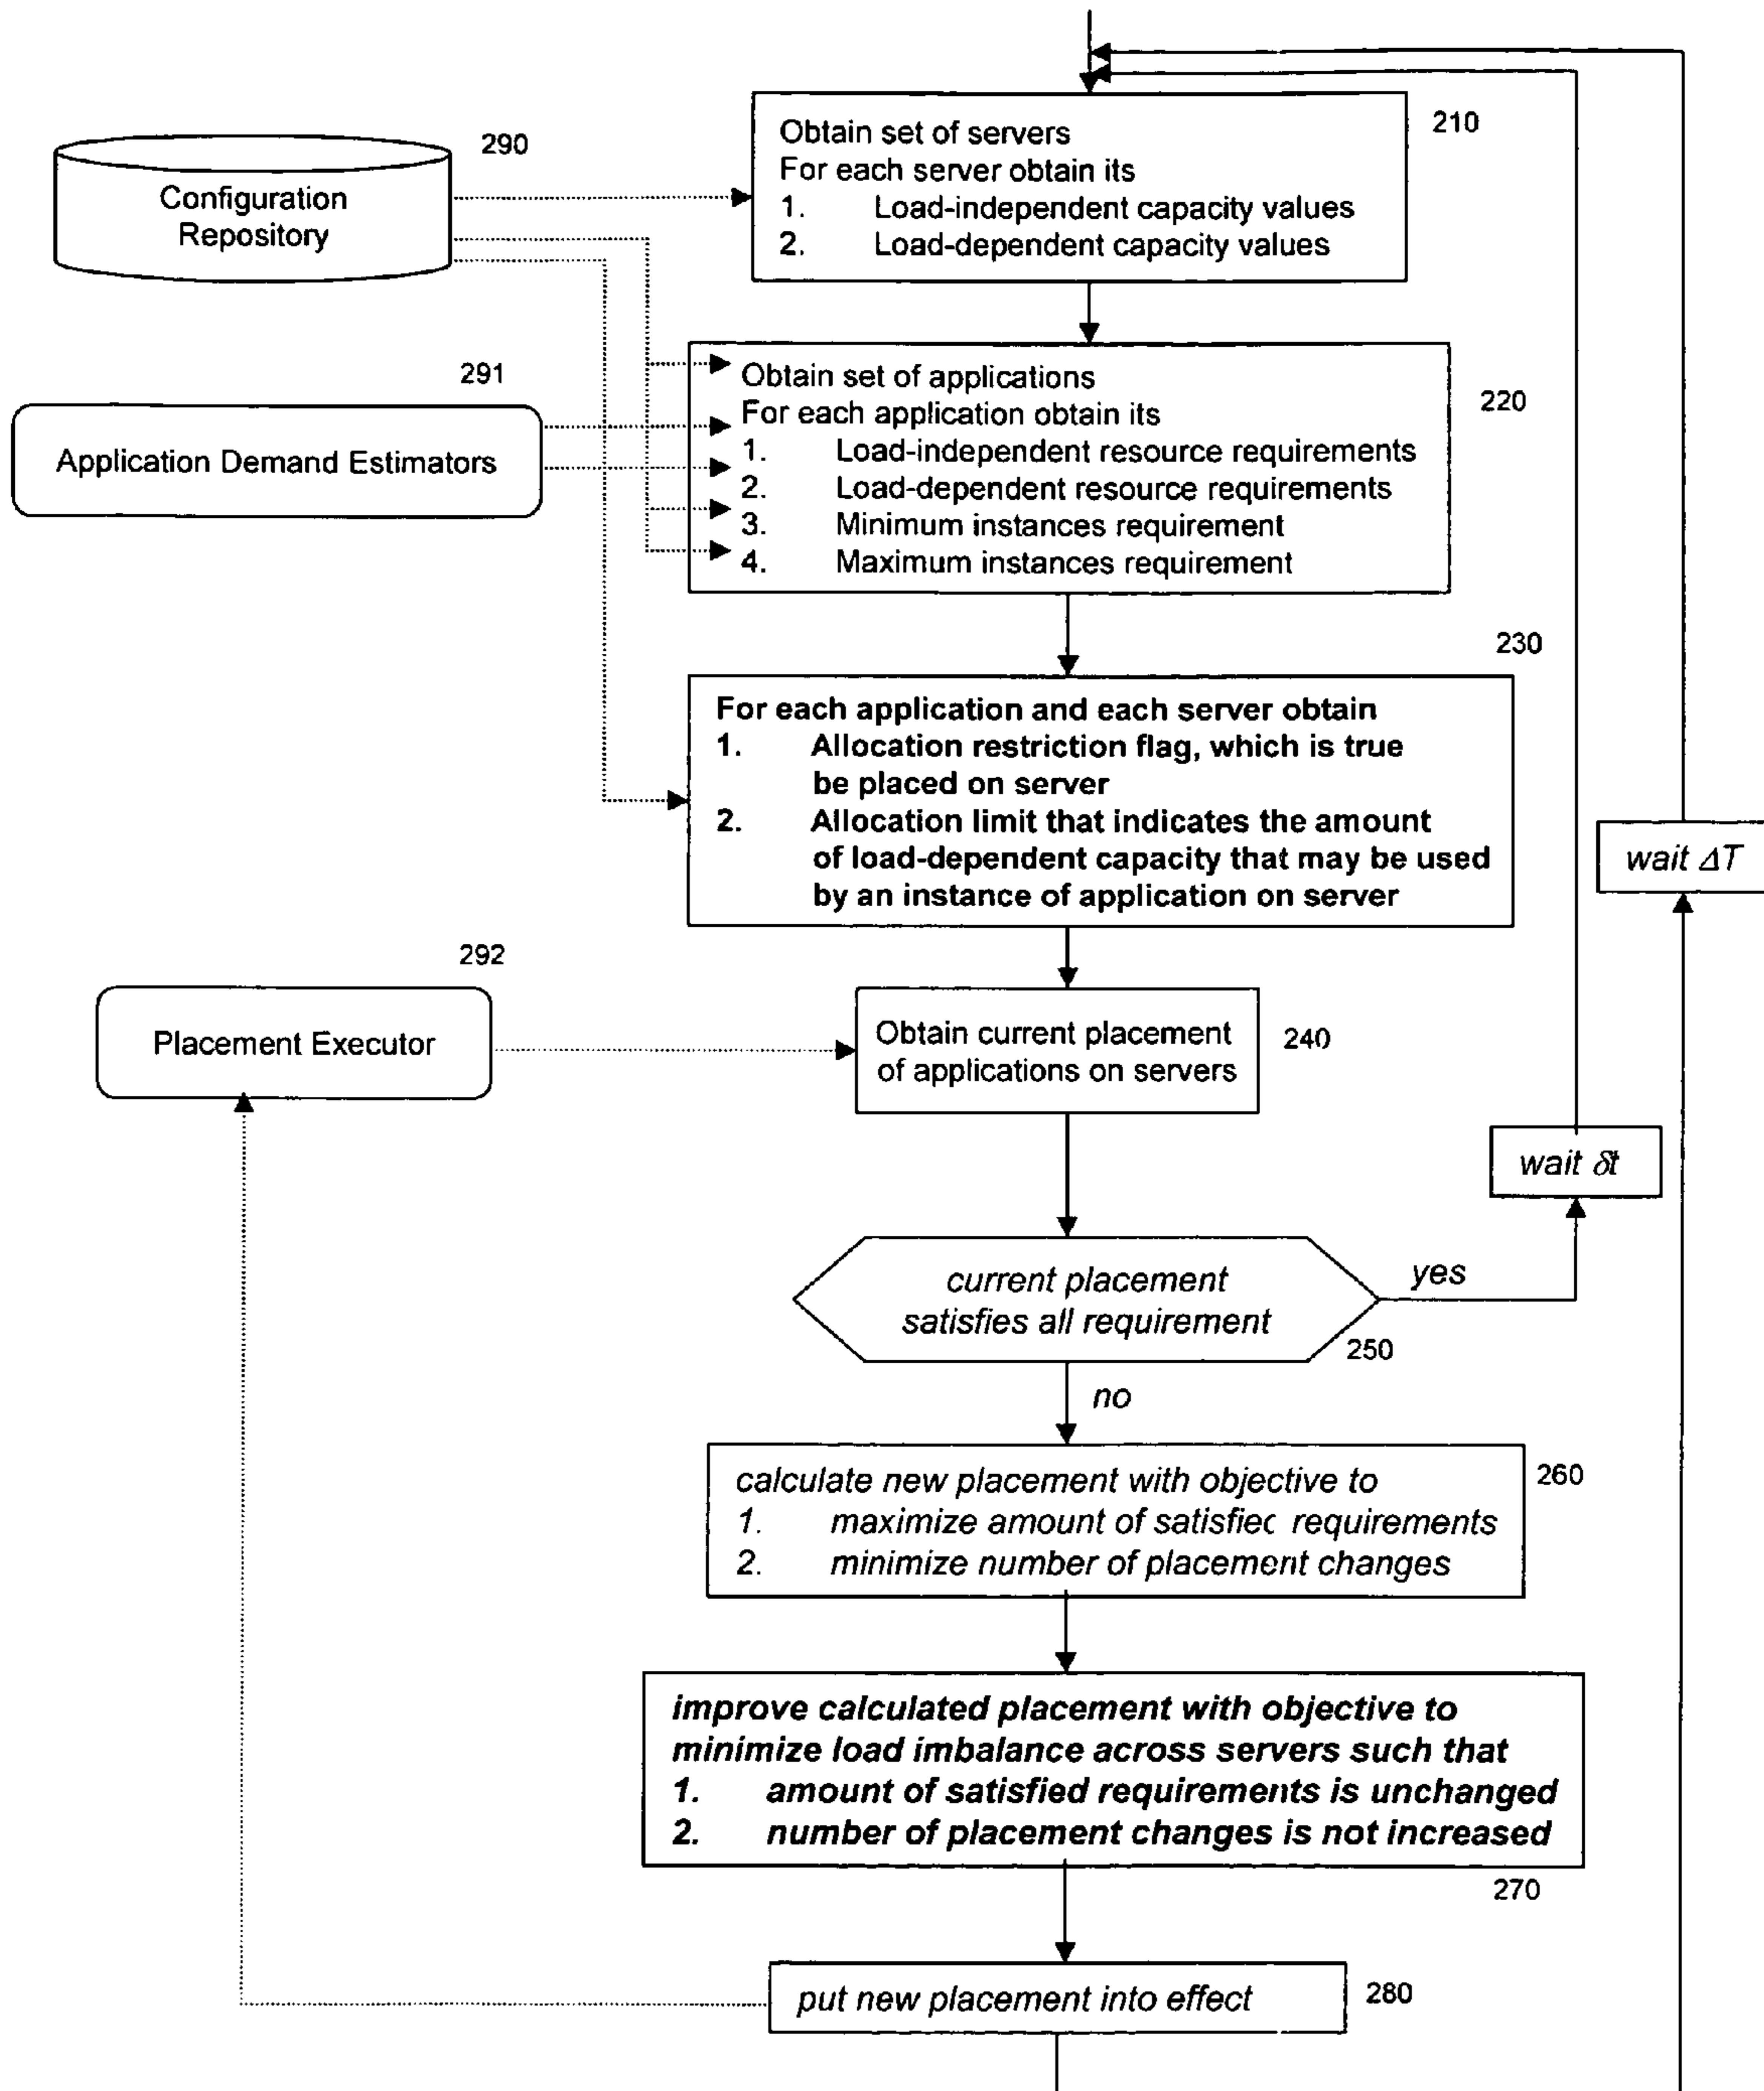 210
Obtain set of servers
For each server obtain its
1. Load-independent capacity values
2. Load-dependent capacity values
290
Configuration
Repository
291
Application Demand Estimators
220
Obtain set of applications
For each application obtain its
1. Load-independent resource requirements
2. Load-dependent resource requirements
3. Minimum instances requirement
4. Maximum instances requirement
230
For each application and each server obtain
1. Allocation restriction flag, which is true
be placed on server
2. Allocation limit that indicates the amount
of load-dependent capacity that may be used
by an instance of application on server
wait ΔT
292
Placement Executor
Obtain current placement
of applications on servers
240
wait δt
current placement
satisfies all requirement
yes
250
no
calculate new placement with objective to
1. maximize amount of satisfied requirements
2. minimize number of placement changes
260
improve calculated placement with objective to
minimize load imbalance across servers such that
1. amount of satisfied requirements is unchanged
2. number of placement changes is not increased
270
put new placement into effect
280